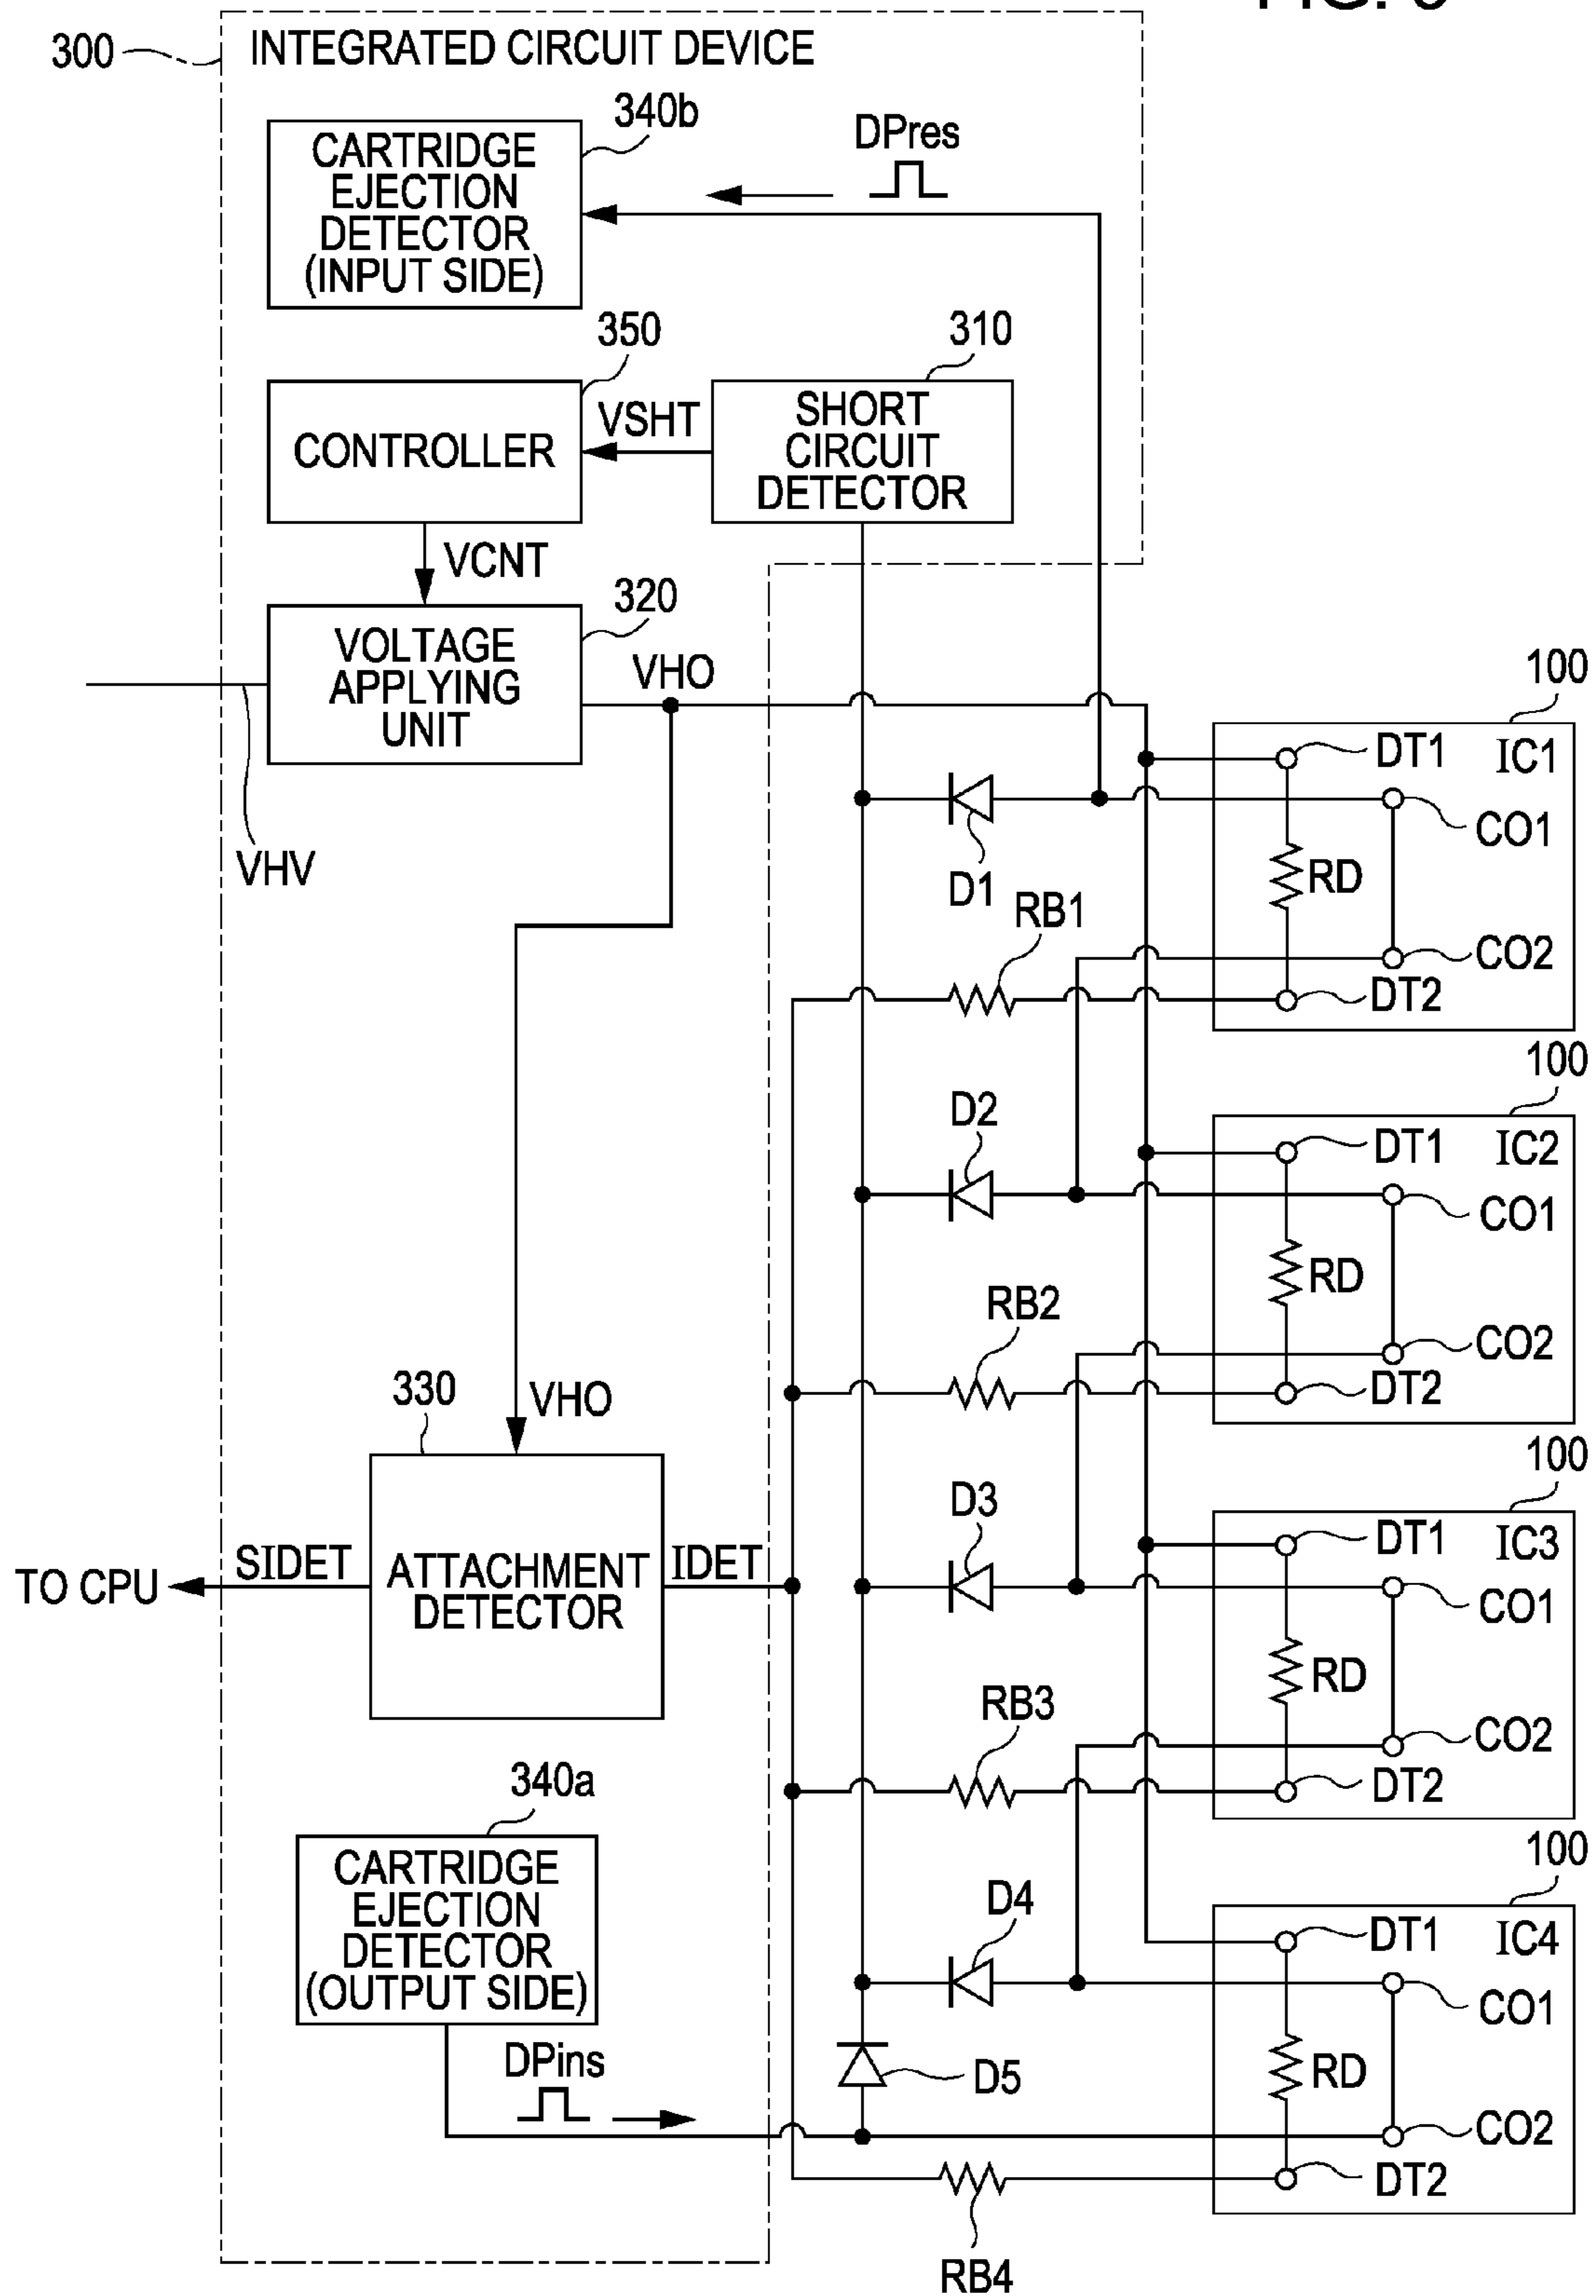 300
INTEGRATED CIRCUIT DEVICE
340b
CARTRIDGE
EJECTION
DETECTOR
(INPUT SIDE)
DPres
350
310
CONTROLLER
VSHT
SHORT
CIRCUIT
DETECTOR
VCNT
320
VOLTAGE
APPLYING
UNIT
VHO
VHV
100
DT1
IC1
CO1
D1
RD
RB1
CO2
DT2
100
D2
DT1
IC2
CO1
RD
RB2
CO2
DT2
330
VHO
100
D3
DT1
IC3
CO1
TO CPU
SIDET
ATTACHMENT
DETECTOR
IDET
RD
RB3
CO2
DT2
340a
CARTRIDGE
EJECTION
DETECTOR
(OUTPUT SIDE)
100
D4
DT1
IC4
CO1
DPins
D5
RD
CO2
DT2
RB4